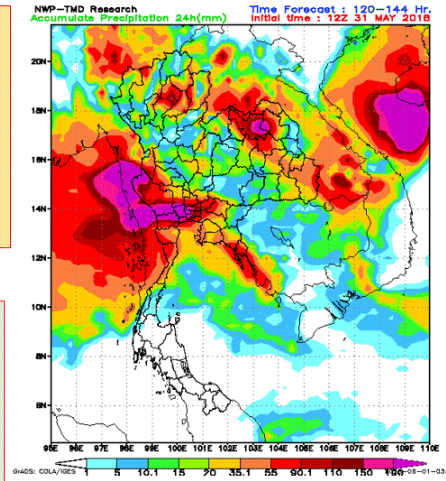 NWP-TMD Research Time Forecast : 120-144 Hr.
Accumulate Precipitation 24h(mm) Initial time : 12Z 31 MAY 2018
20N
18N
16N
14N
12N
10N
8N
6N
95E 96E 97E 98E 99E 100E 101E 102E 103E 104E 105E 106E 107E 108E 109E 110E
GrADS: COLA/IGES 1 5 10.1 15 20 35.1 55 90.1 110 150 190